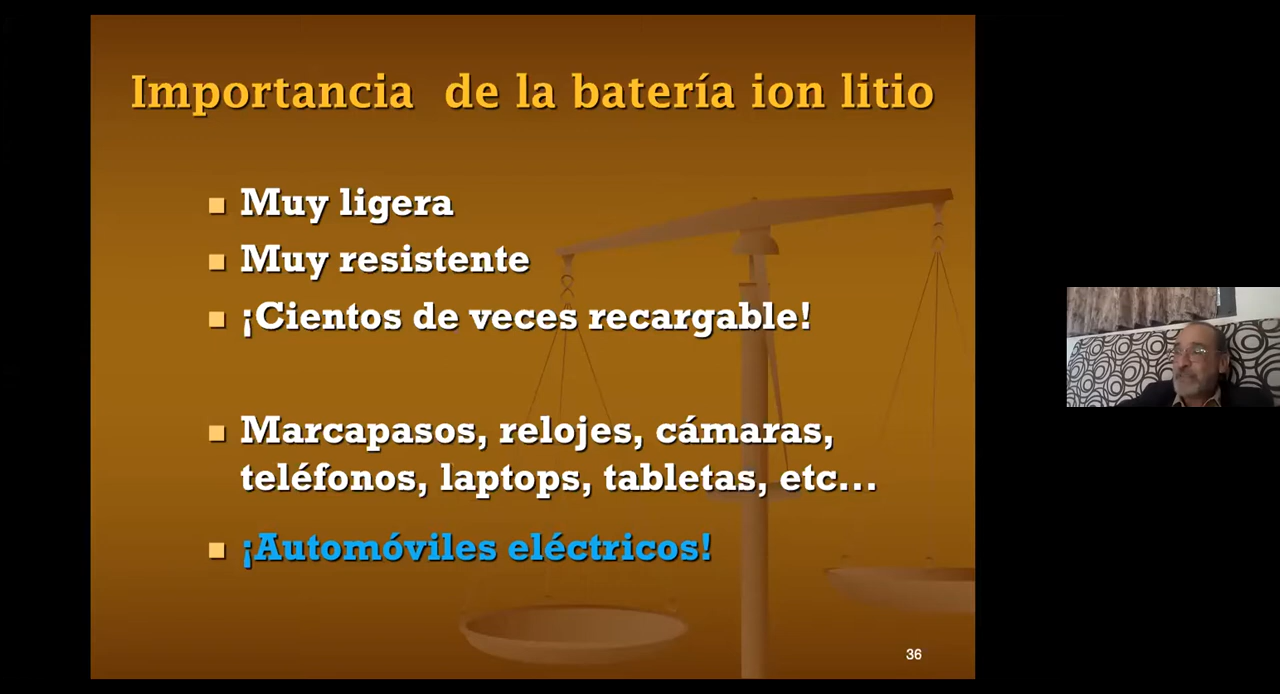 Importancia de la batería ion litio
Muy ligera
Muy resistente
¡Cientos de veces recargable!
Marcapasos, relojes, cámaras,
teléfonos, laptops, tabletas, etc...
¡Automóviles eléctricos!
36